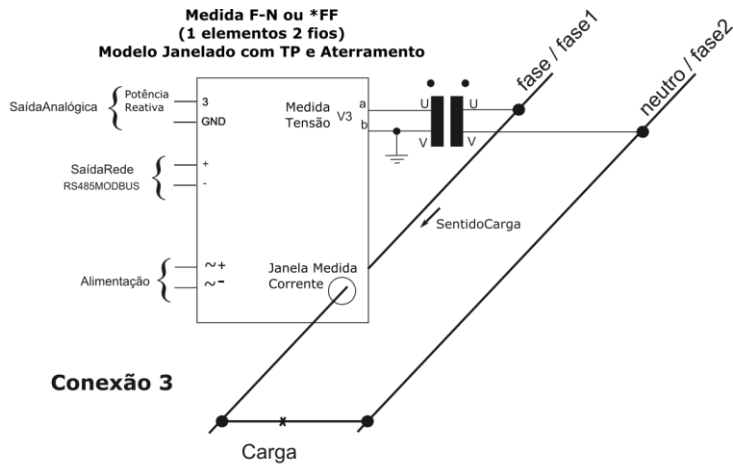 Medida F-N ou *FF
(1 elementos 2 fios)
Modelo Janelado com TP e Aterramento
fase / fase1
neutro / fase2
SaídaAnalógica
Potência
Reativa
3
GND
Medida
Tensão
V3
a
b
U
U
V
V
SaídaRede
RS485MODBUS
+
-
SentidoCarga
Alimentação
~+
~-
Janela Medida
Corrente
Conexão 3
Carga